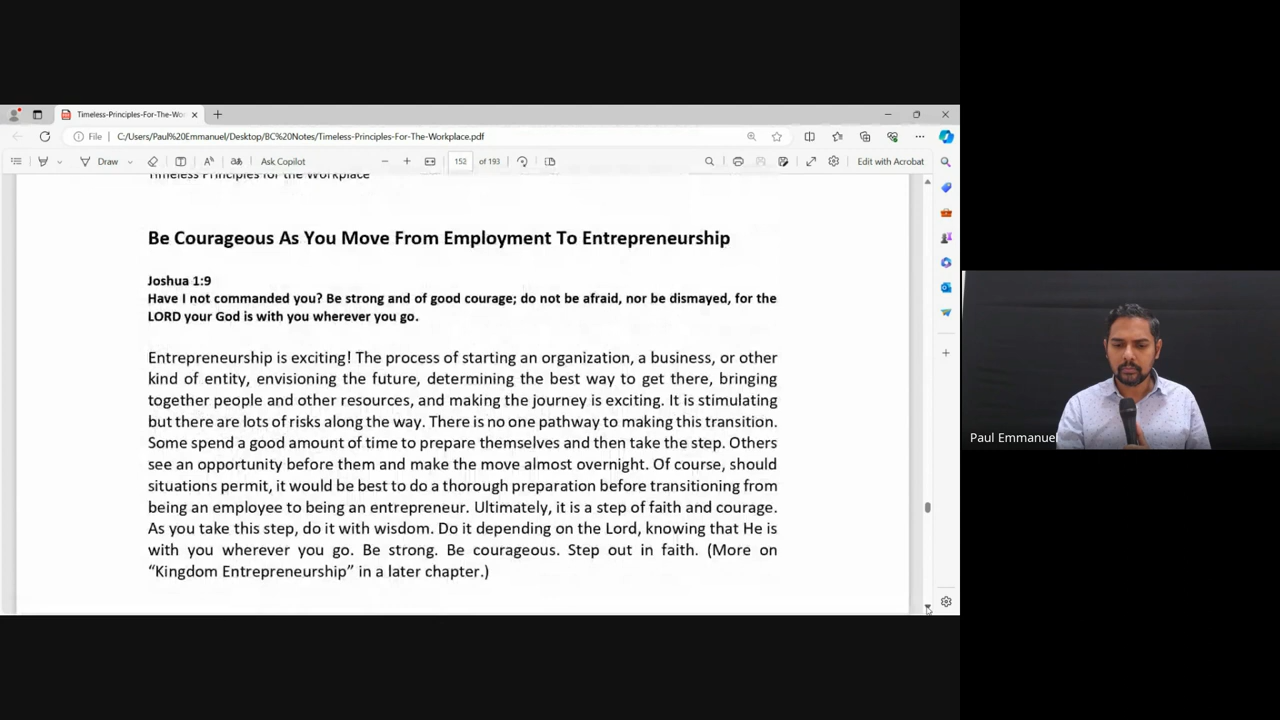 Timeless-Principles-For-The-Wor
File C:/Users/Paul%20Emmanuel/Desktop/BC%20Notes/Timeless-Principles-For-The-Workplace.pdf
Draw Ask Copilot 152 of 193 Edit with Acrobat
Timeless Principles for the Workplace
Be Courageous As You Move From Employment To Entrepreneurship
Joshua 1:9
Have I not commanded you? Be strong and of good courage; do not be afraid, nor be dismayed, for the
LORD your God is with you wherever you go.
Entrepreneurship is exciting! The process of starting an organization, a business, or other
kind of entity, envisioning the future, determining the best way to get there, bringing
together people and other resources, and making the journey is exciting. It is stimulating
but there are lots of risks along the way. There is no one pathway to making this transition.
Some spend a good amount of time to prepare themselves and then take the step. Others
see an opportunity before them and make the move almost overnight. Of course, should
situations permit, it would be best to do a thorough preparation before transitioning from
being an employee to being an entrepreneur. Ultimately, it is a step of faith and courage.
As you take this step, do it with wisdom. Do it depending on the Lord, knowing that He is
with you wherever you go. Be strong. Be courageous. Step out in faith. (More on
“Kingdom Entrepreneurship” in a later chapter.)
Paul Emmanuel